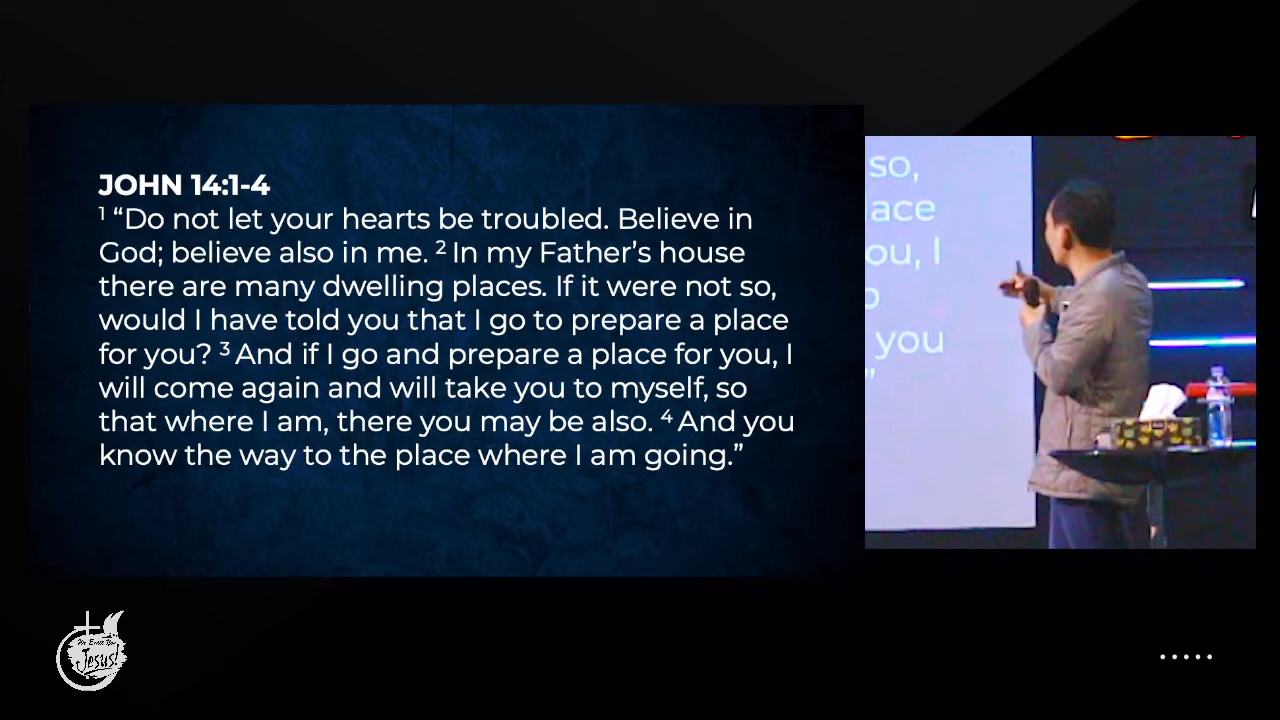 JOHN 14:1-4
¹ “Do not let your hearts be troubled. Believe in
God; believe also in me. ² In my Father’s house
there are many dwelling places. If it were not so,
would I have told you that I go to prepare a place
for you? ³ And if I go and prepare a place for you, I
will come again and will take you to myself, so
that where I am, there you may be also. ⁴ And you
know the way to the place where I am going.”
so,
ace
ou, I
you
”
We Bless You
Jesus!